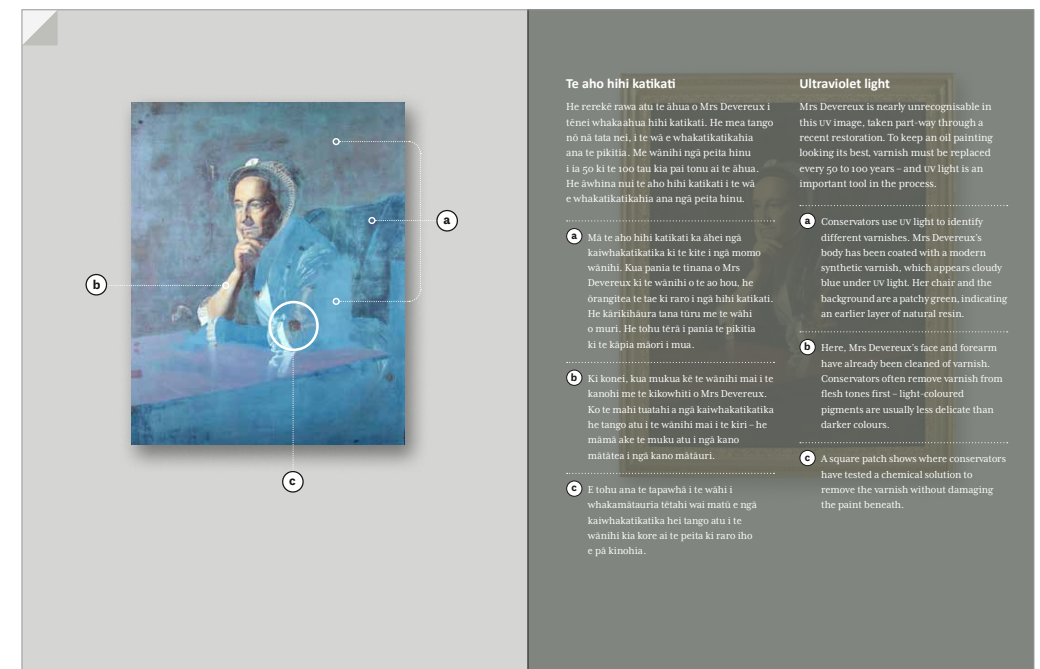 a
b
c
Te aho hihi katikati
He rerekē rawa atu te āhua o Mrs Devereux i
tēnei whakaahua hihi katikati. He mea tango
nō nā tata nei, i te wā e whakatikatikahia
ana te pikitia. Me wānihi ngā peita hinu
i ia 50 ki te 100 tau kia pai tonu ai te āhua.
He āwhina nui te aho hihi katikati i te wā
e whakatikatikahia ana ngā peita hinu.
a Mā te aho hihi katikati ka āhei ngā
kaiwhakatikatika ki te kite i ngā momo
wānihi. Kua pania te tinana o Mrs
Devereux ki te wānihi o te ao hou, he
ōrangitea te tae ki raro i ngā hihi katikati.
He kārikihāura tana tūru me te wāhi
o muri. He tohu tērā i pania te pikitia
ki te kāpia māori i mua.
b Ki konei, kua mukua kē te wānihi mai i te
kanohi me te kikowhiti o Mrs Devereux.
Ko te mahi tuatahi a ngā kaiwhakatikatika
he tango atu i te wānihi mai i te kiri – he
māmā ake te muku atu i ngā kano
mātātea i ngā kano mātāuri.
c E tohu ana te tapawhā i te wāhi i
whakamātauria tētahi wai matū e ngā
kaiwhakatikatika hei tango atu i te
wānihi kia kore ai te peita ki raro iho
e pā kinohia.
Ultraviolet light
Mrs Devereux is nearly unrecognisable in
this UV image, taken part-way through a
recent restoration. To keep an oil painting
looking its best, varnish must be replaced
every 50 to 100 years – and UV light is an
important tool in the process.
a Conservators use UV light to identify
different varnishes. Mrs Devereux's
body has been coated with a modern
synthetic varnish, which appears cloudy
blue under UV light. Her chair and the
background are a patchy green, indicating
an earlier layer of natural resin.
b Here, Mrs Devereux's face and forearm
have already been cleaned of varnish.
Conservators often remove varnish from
flesh tones first – light-coloured
pigments are usually less delicate than
darker colours.
c A square patch shows where conservators
have tested a chemical solution to
remove the varnish without damaging
the paint beneath.